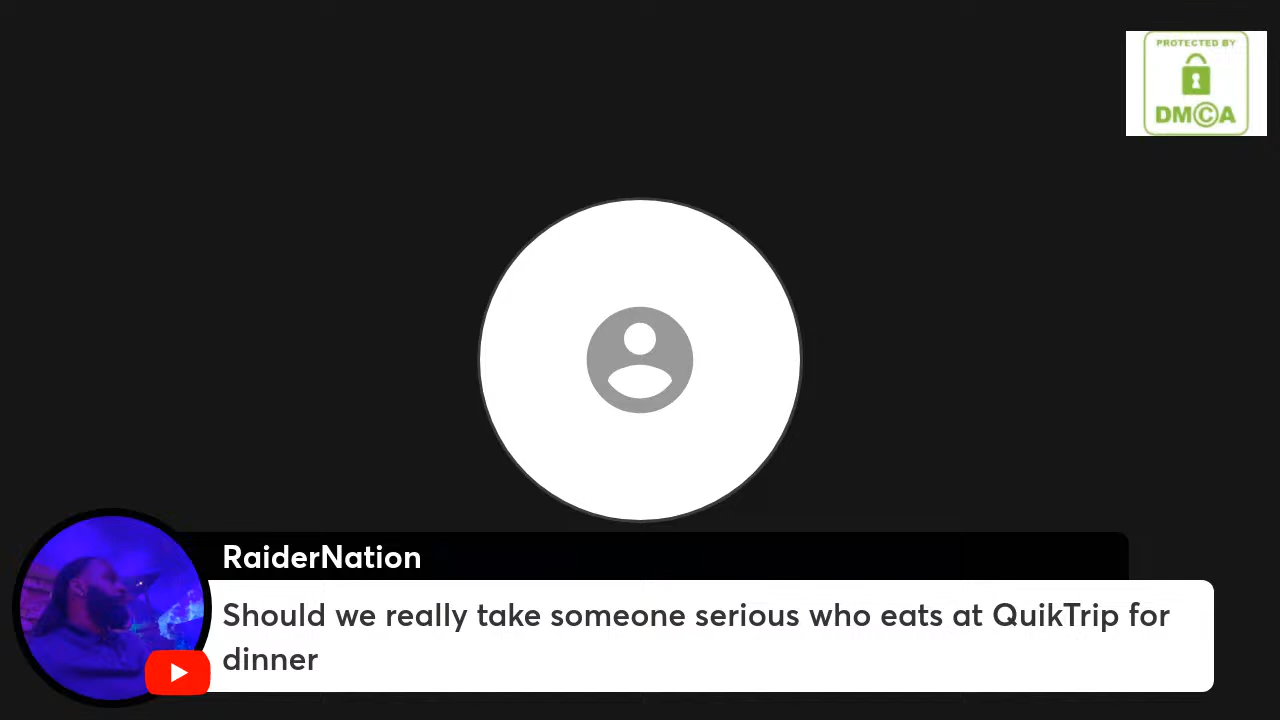 PROTECTED BY
DMCA
RaiderNation
Should we really take someone serious who eats at QuikTrip for
dinner